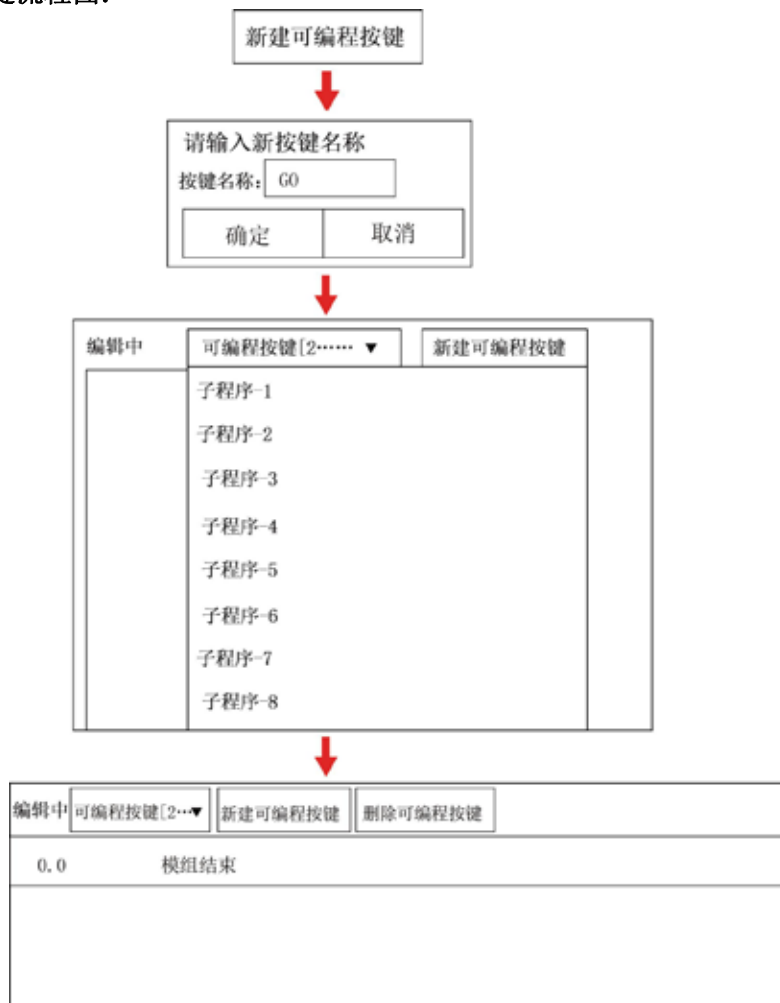 新建可编程按键
请输入新按键名称
按键名称: GO
确定 取消
编辑中 可编程按键[2…… ▼ 新建可编程按键
子程序-1
子程序-2
子程序-3
子程序-4
子程序-5
子程序-6
子程序-7
子程序-8
编辑中 可编程按键[2…▼ 新建可编程按键 删除可编程按键
0.0 模组结束